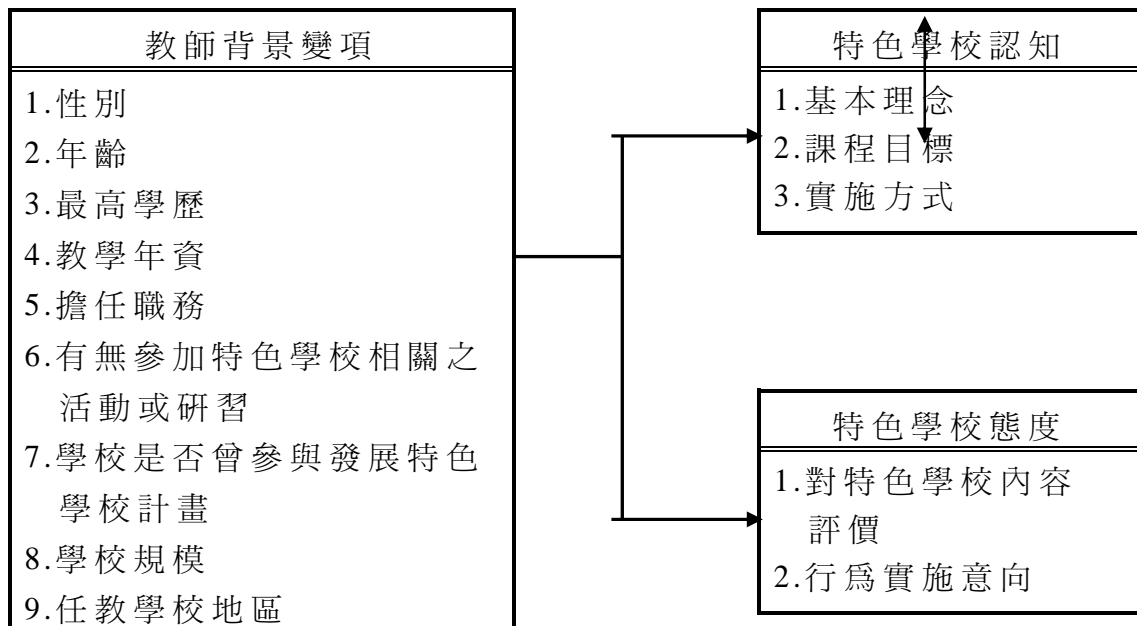 教師背景變項
1.性別
2.年齡
3.最高學歷
4.教學年資
5.擔任職務
6.有無參加特色學校相關之
活動或研習
7.學校是否曾參與發展特色
學校計畫
8.學校規模
9.任教學校地區
特色學校認知
1.基本理念
2.課程目標
3.實施方式
特色學校態度
1.對特色學校內容
評價
2.行為實施意向